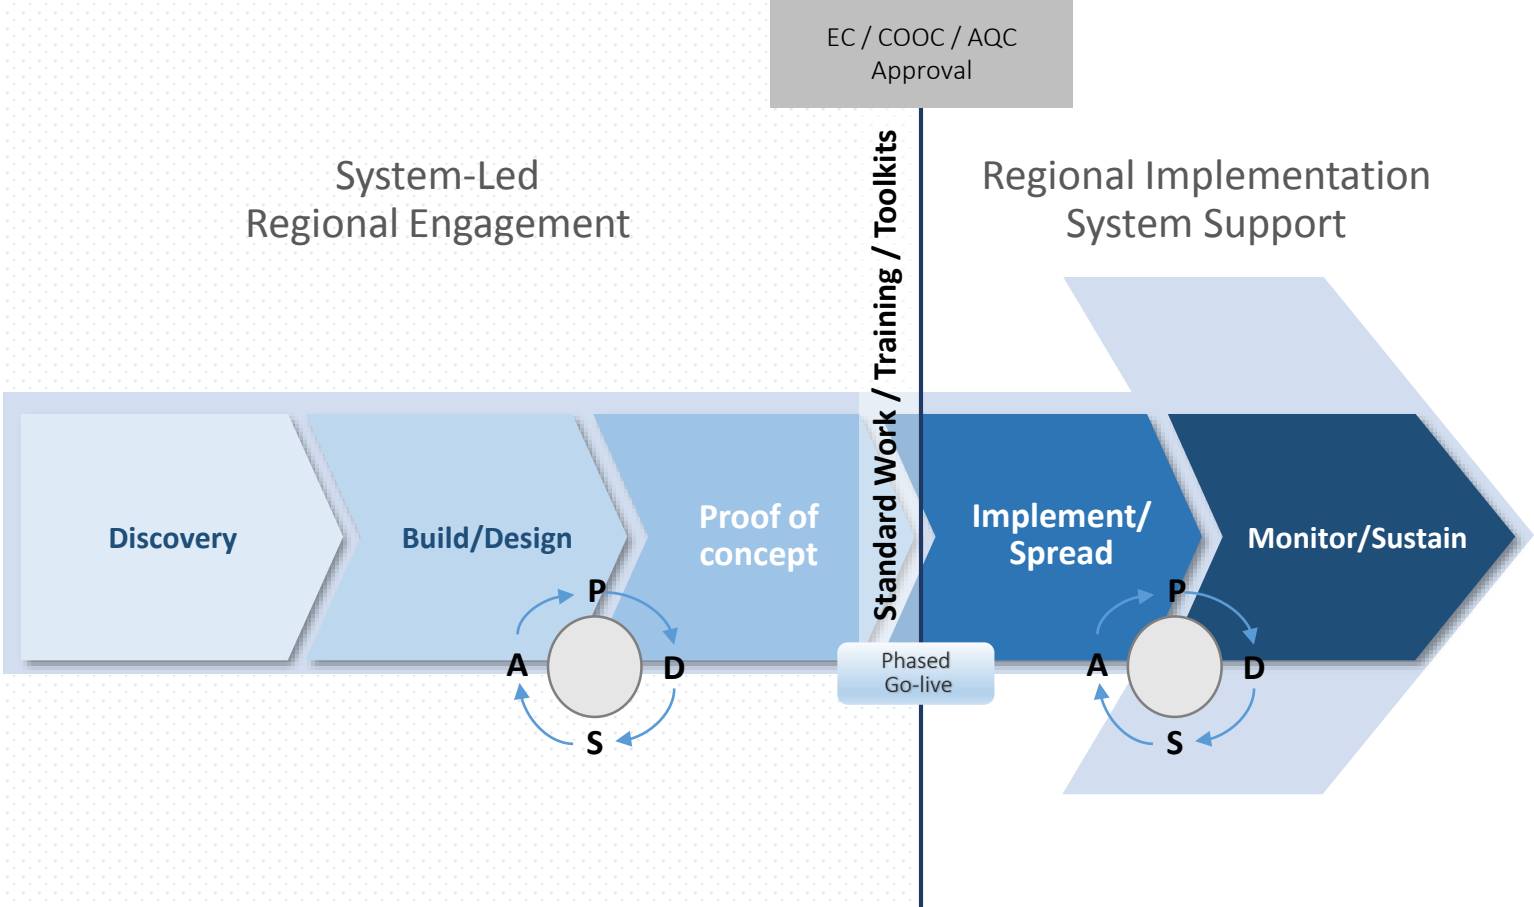 EC / COOC / AQC
Approval
System-Led
Regional Engagement
Standard Work / Training / Toolkits
Regional Implementation
System Support
Discovery
Build/Design
Proof of
concept
Implement/
Spread
Monitor/Sustain
P
A
D
S
Phased
Go-live
P
A
D
S